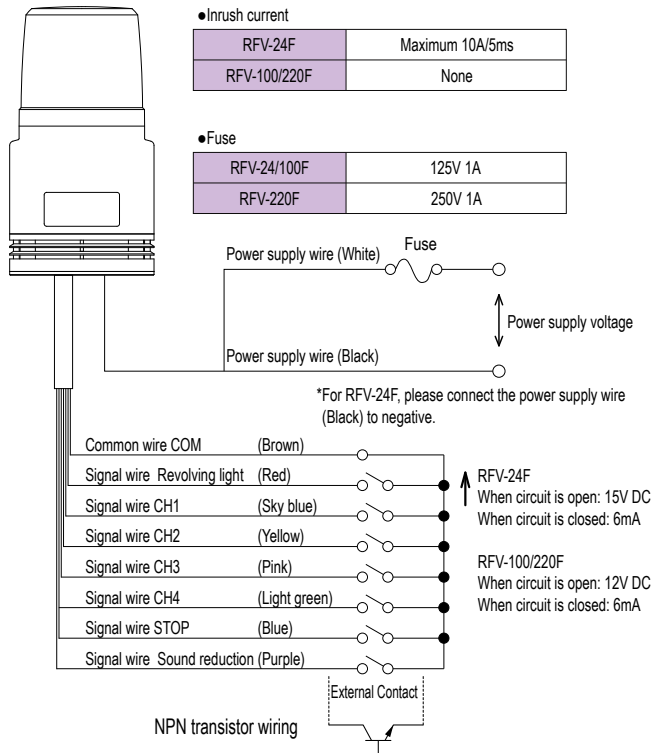 ●Inrush current
RFV-24F Maximum 10A/5ms
RFV-100/220F None
●Fuse
RFV-24/100F 125V 1A
RFV-220F 250V 1A
Power supply wire (White) Fuse
Power supply voltage
Power supply wire (Black)
*For RFV-24F, please connect the power supply wire
(Black) to negative.
Common wire COM (Brown)
Signal wire Revolving light (Red)
Signal wire CH1 (Sky blue)
Signal wire CH2 (Yellow)
Signal wire CH3 (Pink)
Signal wire CH4 (Light green)
Signal wire STOP (Blue)
Signal wire Sound reduction (Purple)
RFV-24F
When circuit is open: 15V DC
When circuit is closed: 6mA
RFV-100/220F
When circuit is open: 12V DC
When circuit is closed: 6mA
External Contact
NPN transistor wiring